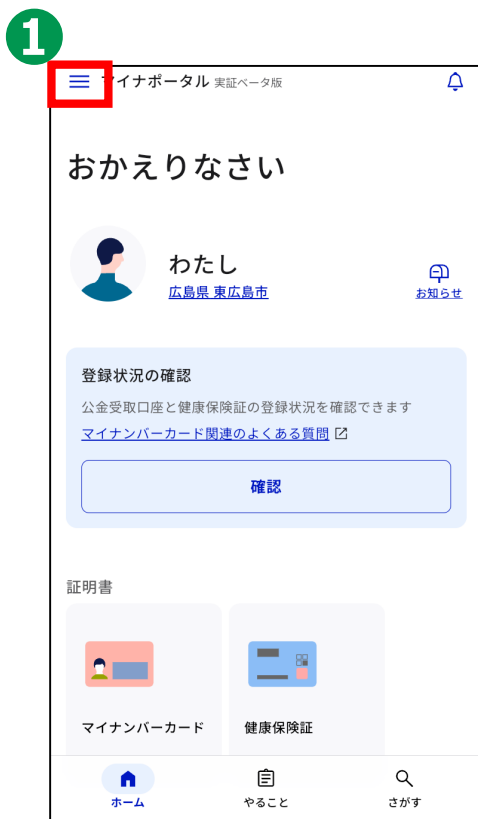 1
マイナポータル 実証ベータ版
おかえりなさい
わたし
広島県 東広島市
お知らせ
登録状況の確認
公金受取口座と健康保険証の登録状況を確認できます
マイナンバーカード関連のよくある質問
確認
証明書
マイナンバーカード 健康保険証
ホーム やること さがす